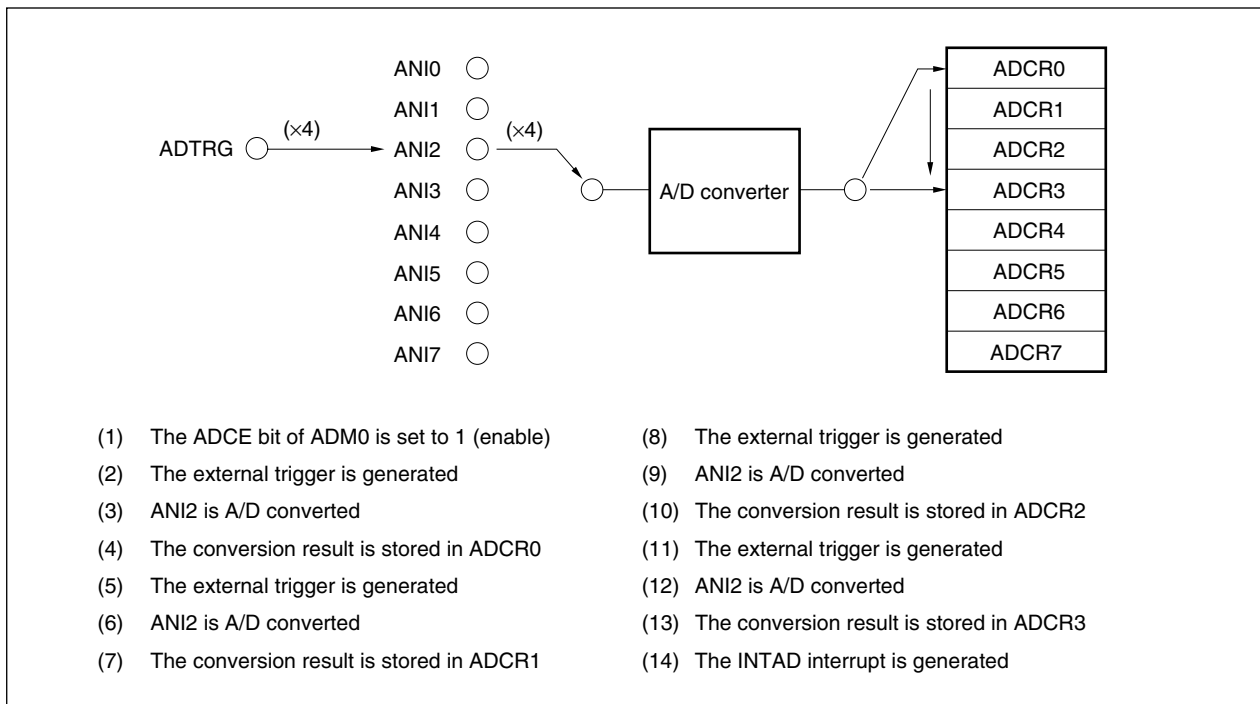 ANI0
ANI1
ADTRG (×4) ANI2 (×4)
ANI3
ANI4
ANI5
ANI6
ANI7
A/D converter
ADCR0
ADCR1
ADCR2
ADCR3
ADCR4
ADCR5
ADCR6
ADCR7
(1) The ADCE bit of ADM0 is set to 1 (enable)
(2) The external trigger is generated
(3) ANI2 is A/D converted
(4) The conversion result is stored in ADCR0
(5) The external trigger is generated
(6) ANI2 is A/D converted
(7) The conversion result is stored in ADCR1
(8) The external trigger is generated
(9) ANI2 is A/D converted
(10) The conversion result is stored in ADCR2
(11) The external trigger is generated
(12) ANI2 is A/D converted
(13) The conversion result is stored in ADCR3
(14) The INTAD interrupt is generated